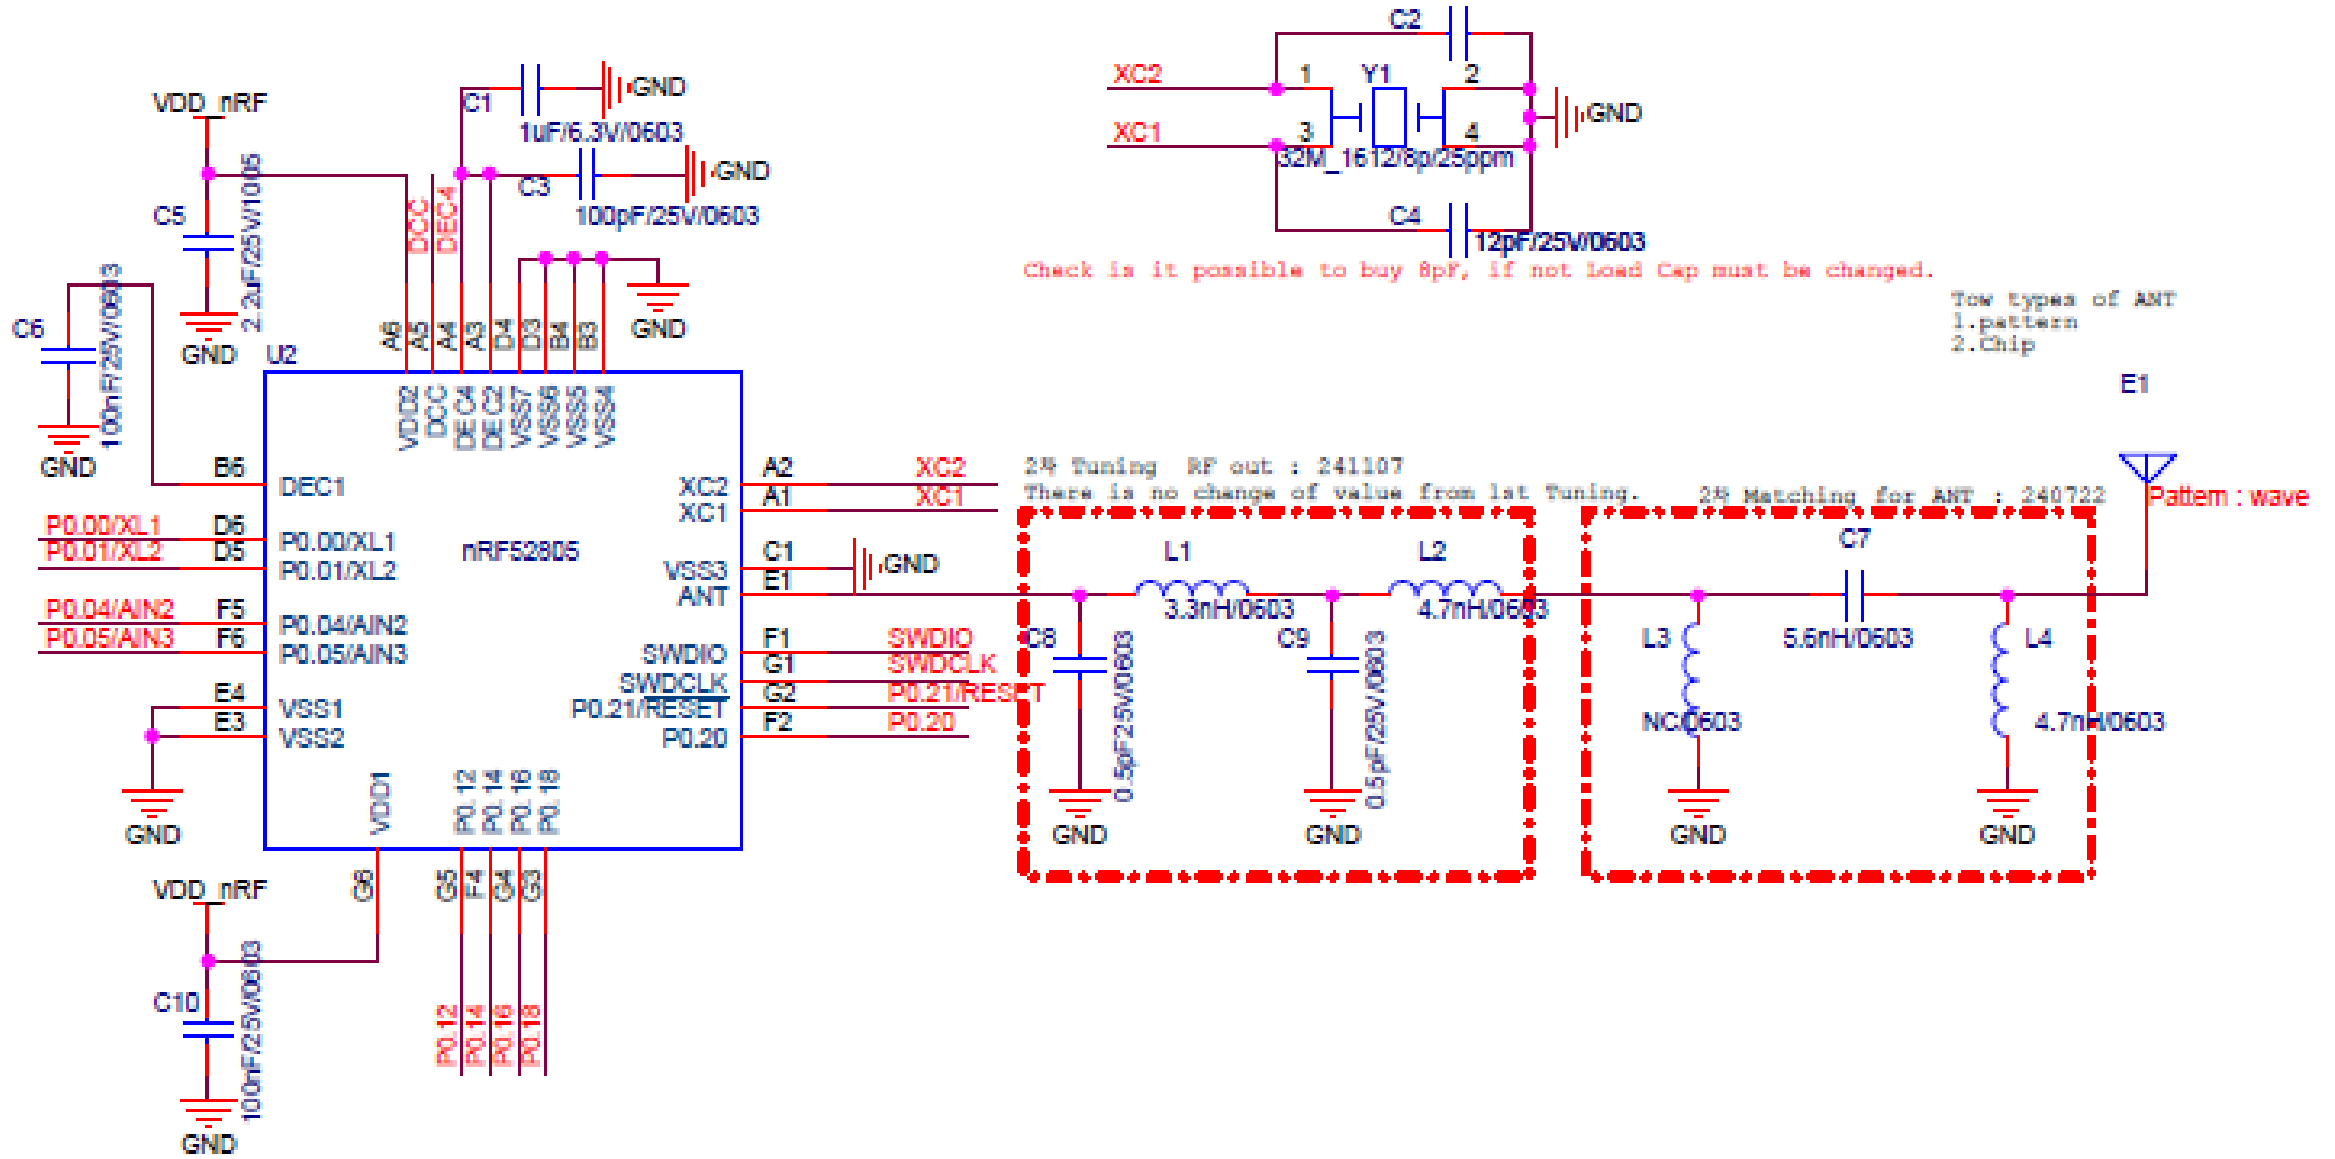 C2
XC2
1
Y1
2
GND
XC1
3
4
32M_1612/8p/25ppm
C4
12pF/25V/0603
Check is it possible to buy 8pF, if not Load Cap must be changed.
Tow types of ANT
1.pattern
2.Chip
E1
Pattern : wave
VDD_nRF
C1
GND
1uF/6.3V/0603
C3
GND
100pF/25V/0603
C5
2.2uF/25V/1005
GND
DCC
DEC4
C6
100nF/25V/0603
GND
GND
U2
A6
A5
A4
A3
D4
D3
B4
B3
VDD2
DCC
DEC4
DEC2
VSS7
VSS6
VSS5
VSS4
B6
DEC1
P0.00/XL1
D6
P0.00/XL1
P0.01/XL2
D5
P0.01/XL2
P0.04/AIN2
F5
P0.04/AIN2
P0.05/AIN3
F6
P0.05/AIN3
E4
VSS1
E3
VSS2
GND
nRF52805
XC2
A2
XC2
XC1
A1
XC1
VSS3
C1
GND
ANT
E1
SWDIO
F1
SWDIO
SWDCLK
G1
SWDCLK
P0.21/RESET
G2
P0.21/RESET
P0.20
F2
P0.20
VDD1
P0.12
P0.14
P0.16
P0.18
G6
G5
F4
G4
G3
P0.12
P0.14
P0.16
P0.18
VDD_nRF
C10
100nF/25V/0603
GND
2차 Tuning RF out : 241107
There is no change of value from 1st Tuning.
L1
3.3nH/0603
L2
4.7nH/0603
C8
0.5pF25V/0603
GND
C9
0.5pF/25V/0603
GND
2차 Matching for ANT : 240722
C7
5.6nH/0603
L3
NC/0603
GND
L4
4.7nH/0603
GND